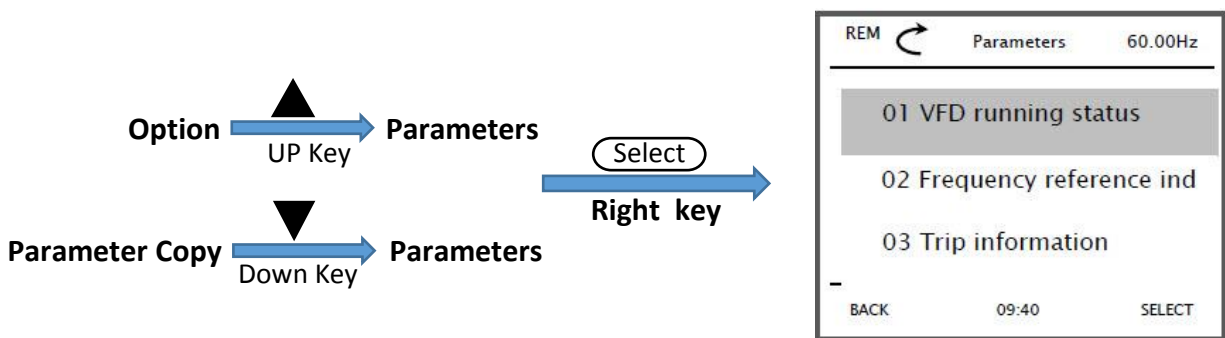 Option
UP Key
Parameters
Parameter Copy
Down Key
Parameters
Select
Right key
REM Parameters 60.00Hz
01 VFD running status
02 Frequency reference ind
03 Trip information
BACK 09:40 SELECT